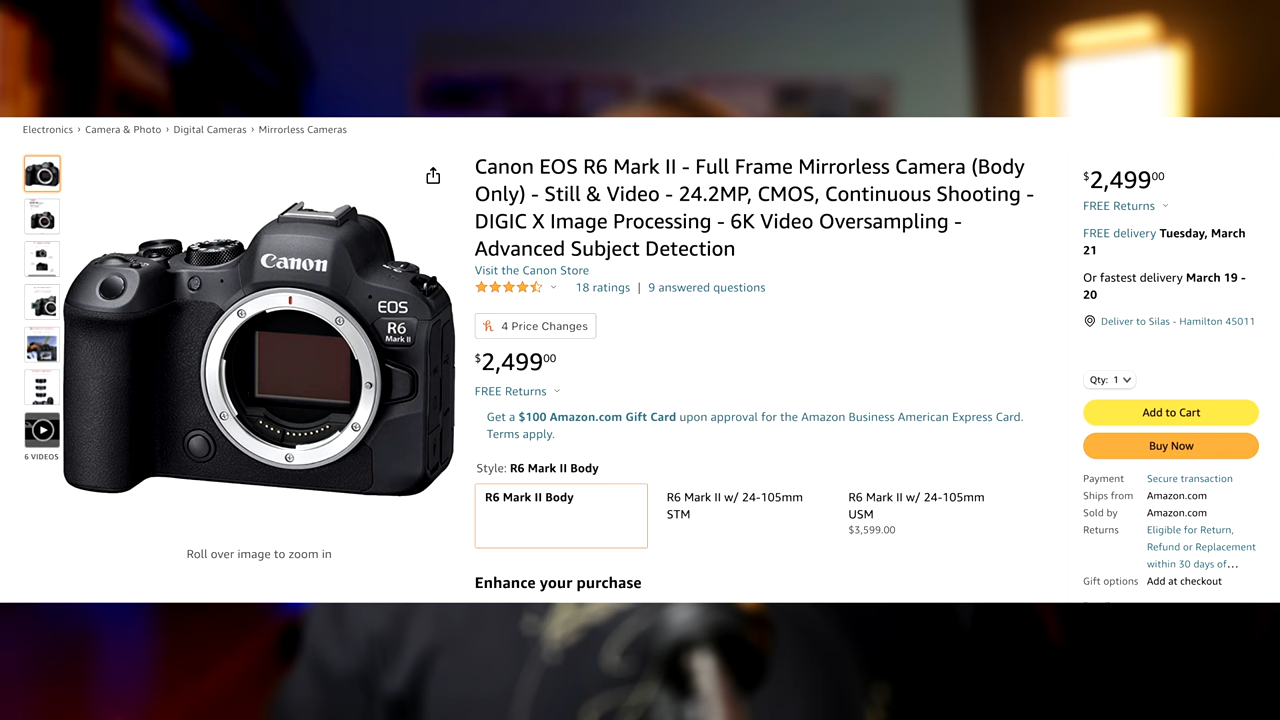 Electronics › Camera & Photo › Digital Cameras › Mirrorless Cameras
Canon
EOS
R6
Mark II
6 VIDEOS
Roll over image to zoom in
Canon EOS R6 Mark II - Full Frame Mirrorless Camera (Body
Only) - Still & Video - 24.2MP, CMOS, Continuous Shooting -
DIGIC X Image Processing - 6K Video Oversampling -
Advanced Subject Detection
Visit the Canon Store
18 ratings | 9 answered questions
4 Price Changes
$2,49900
FREE Returns
Get a $100 Amazon.com Gift Card upon approval for the Amazon Business American Express Card.
Terms apply.
Style: R6 Mark II Body
R6 Mark II Body
R6 Mark II w/ 24-105mm
STM
R6 Mark II w/ 24-105mm
USM
$3,599.00
Enhance your purchase
$2,49900
FREE Returns
FREE delivery Tuesday, March
21
Or fastest delivery March 19 -
20
Deliver to Silas - Hamilton 45011
Qty: 1
Add to Cart
Buy Now
Payment Secure transaction
Ships from Amazon.com
Sold by Amazon.com
Returns Eligible for Return,
Refund or Replacement
within 30 days of…
Gift options Add at checkout